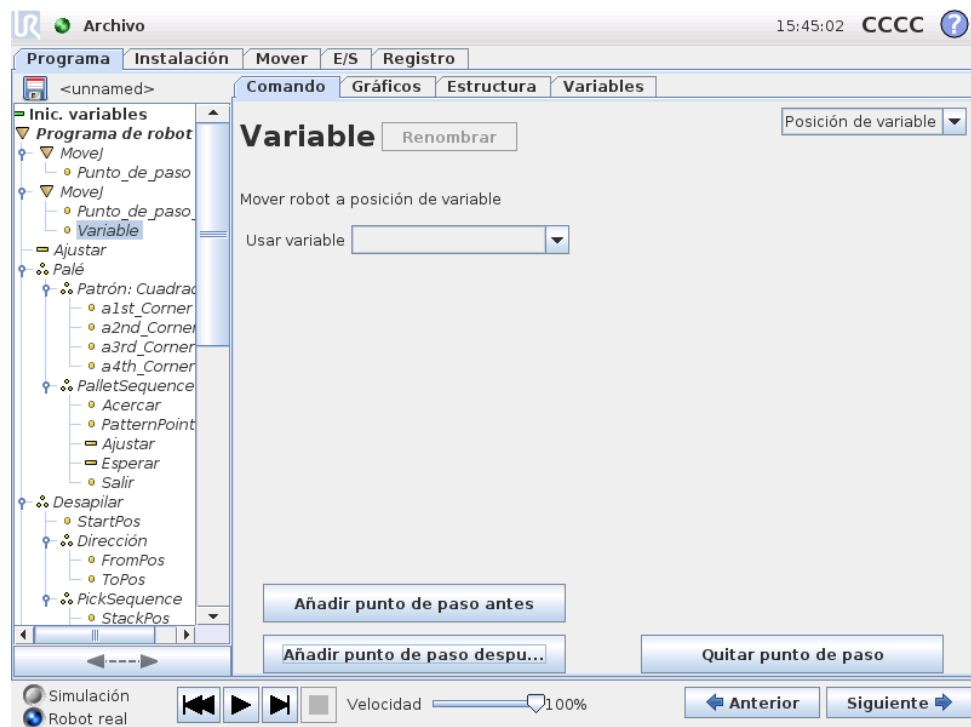 UR Archivo 15:45:02 CCCC ?
Programa Instalación Mover E/S Registro
<unnamed>
Comando Gráficos Estructura Variables
Inic. variables
Programa de robot
MoveJ
Punto_de_paso
MoveJ
Punto_de_paso_
Variable
Ajustar
Palé
Patrón: Cuadrad
a1st_Corner
a2nd_Corner
a3rd_Corner
a4th_Corner
PalletSequence
Acercar
PatternPoint
Ajustar
Esperar
Salir
Desapilar
StartPos
Dirección
FromPos
ToPos
PickSequence
StackPos
Variable Renombrar
Posición de variable
Mover robot a posición de variable
Usar variable
Añadir punto de paso antes
Añadir punto de paso despu...
Quitar punto de paso
Simulación
Robot real
Velocidad 100%
Anterior Siguiente